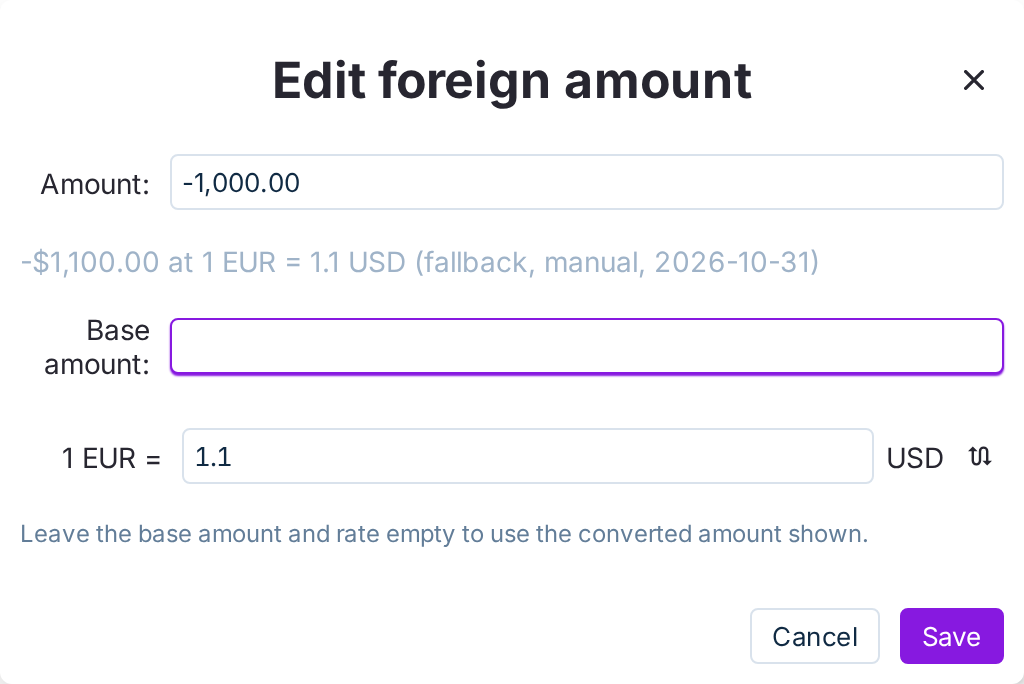 Edit foreign amount
Amount:
-1,000.00
-$1,100.00 at 1 EUR = 1.1 USD (fallback, manual, 2026-10-31)
Base
amount:
1 EUR =
1.1
USD
Leave the base amount and rate empty to use the converted amount shown.
Cancel
Save